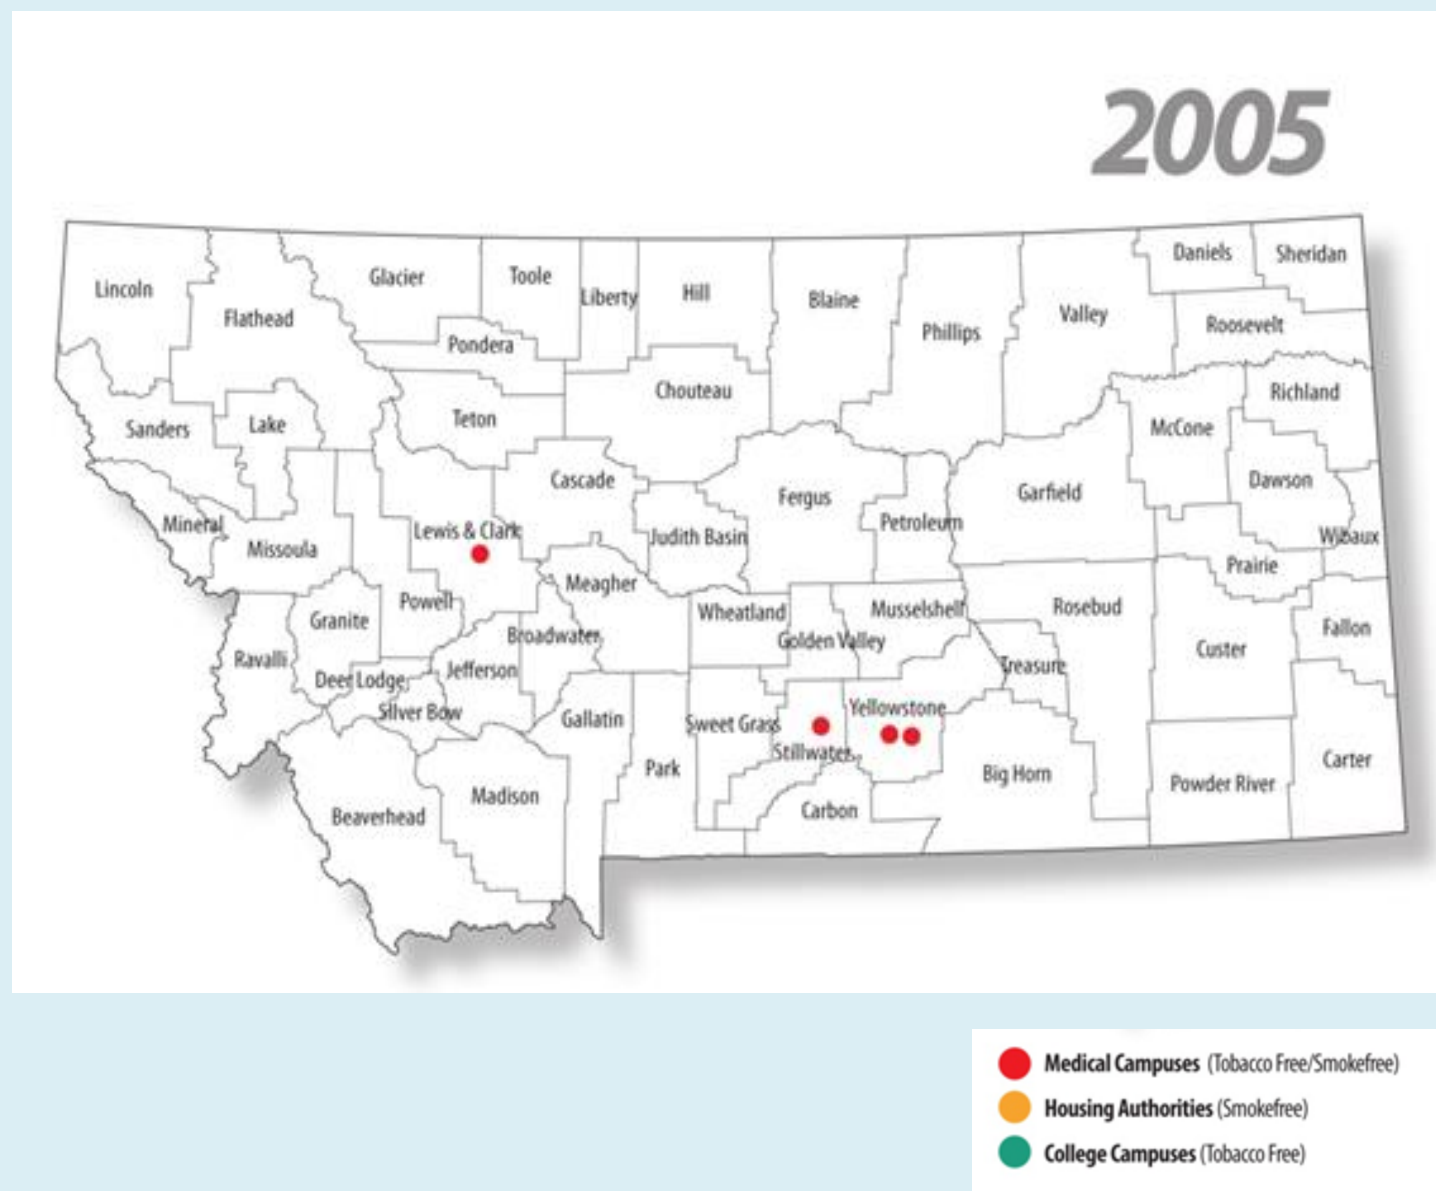 2005
Daniels
Sheridan
Lincoln
Glacier
Toole
Liberty
Hill
Blaine
Flathead
Phillips
Valley
Roosevelt
Pondera
Chouteau
Richland
Sanders
Lake
Teton
McCone
Cascade
Fergus
Garfield
Dawson
Mineral
Missoula
Lewis & Clark
Judith Basin
Petroleum
Wibaux
Prairie
Meagher
Powell
Granite
Wheatland
Musselshell
Rosebud
Broadwater
Golden Valley
Fallon
Ravalli
Jefferson
Treasure
Custer
Deer Lodge
Silver Bow
Gallatin
Sweet Grass
Yellowstone
Stillwater
Park
Big Horn
Carter
Madison
Powder River
Beaverhead
Carbon
Medical Campuses (Tobacco Free/Smokefree)
Housing Authorities (Smokefree)
College Campuses (Tobacco Free)